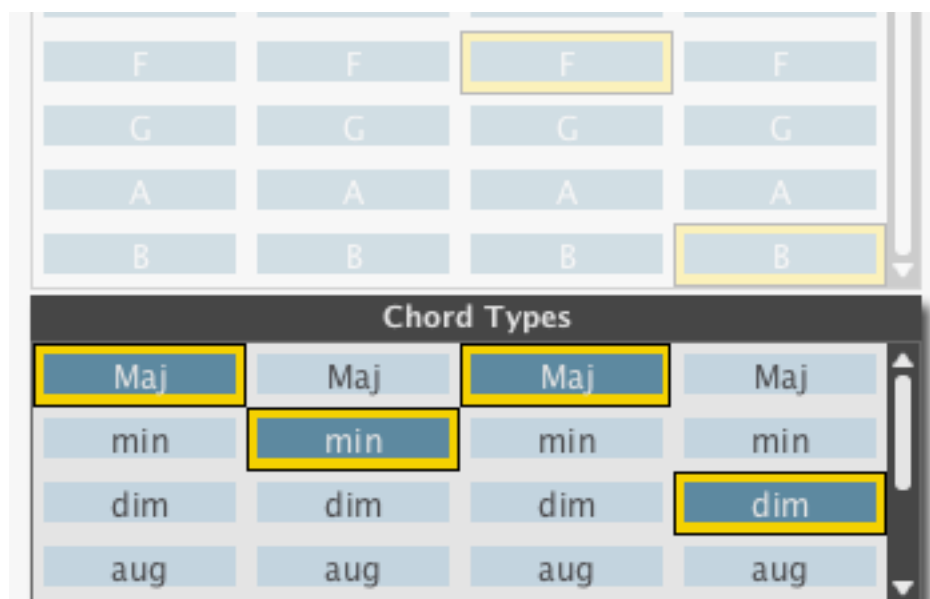 F F F F
G G G G
A A A A
B B B B
Chord Types
Maj Maj Maj Maj
min min min min
dim dim dim dim
aug aug aug aug